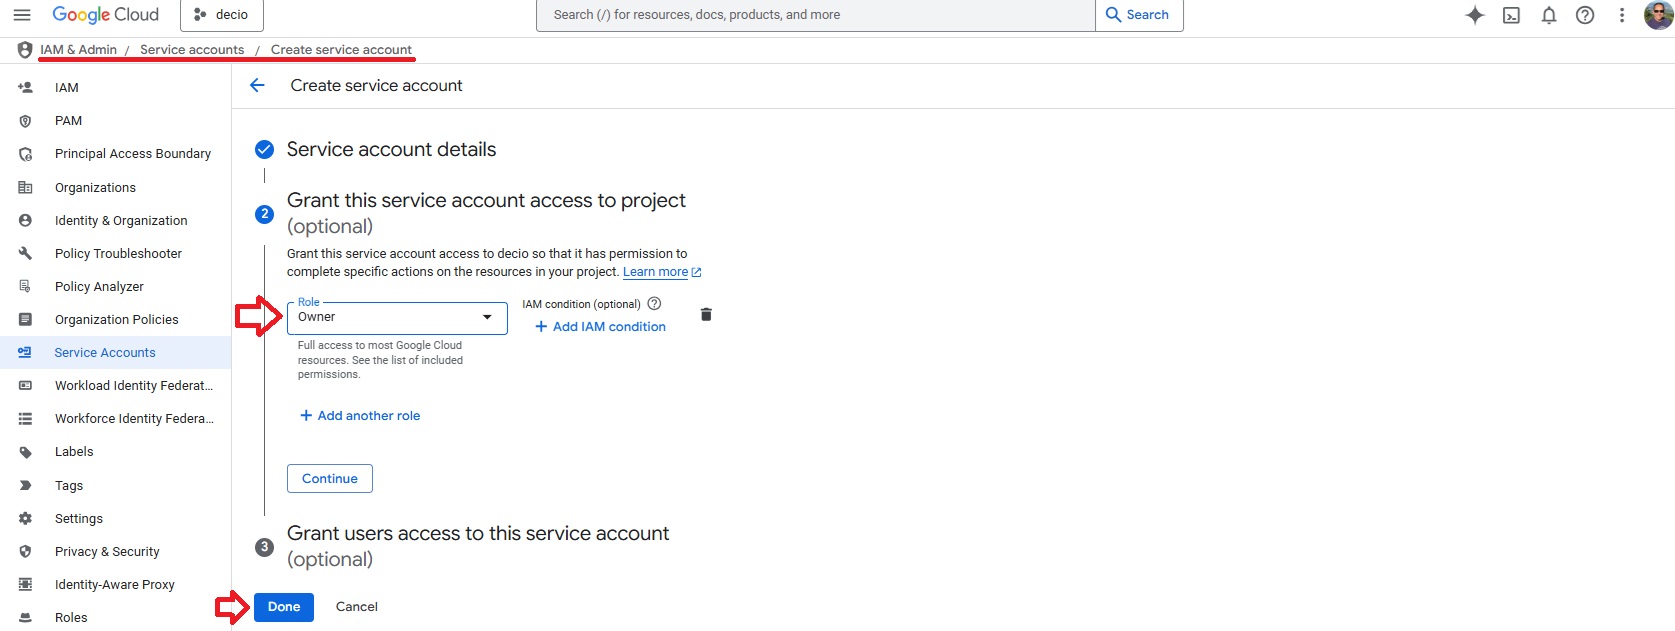 Google Cloud
decio
Search (/) for resources, docs, products, and more
Search
IAM & Admin / Service accounts / Create service account
IAM
PAM
Principal Access Boundary
Organizations
Identity & Organization
Policy Troubleshooter
Policy Analyzer
Organization Policies
Service Accounts
Workload Identity Federat...
Workforce Identity Federa...
Labels
Tags
Settings
Privacy & Security
Identity-Aware Proxy
Roles
Create service account
Service account details
2
Grant this service account access to project
(optional)
Grant this service account access to decio so that it has permission to
complete specific actions on the resources in your project. Learn more
Role
Owner
IAM condition (optional)
+ Add IAM condition
Full access to most Google Cloud
resources. See the list of included
permissions.
+ Add another role
Continue
3
Grant users access to this service account
(optional)
Done
Cancel